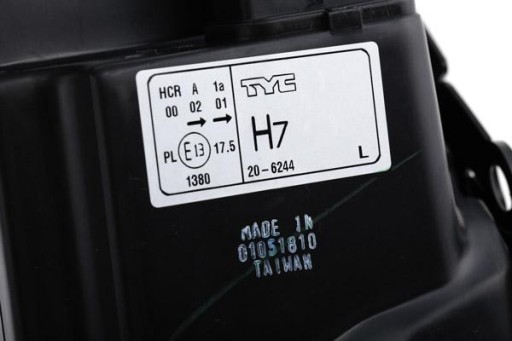 HCR A 1a
00 02 01
→ →
PL E13 17.5
1380
TYC
H7
20-6244
L
MADE IN
01051810
TAIWAN